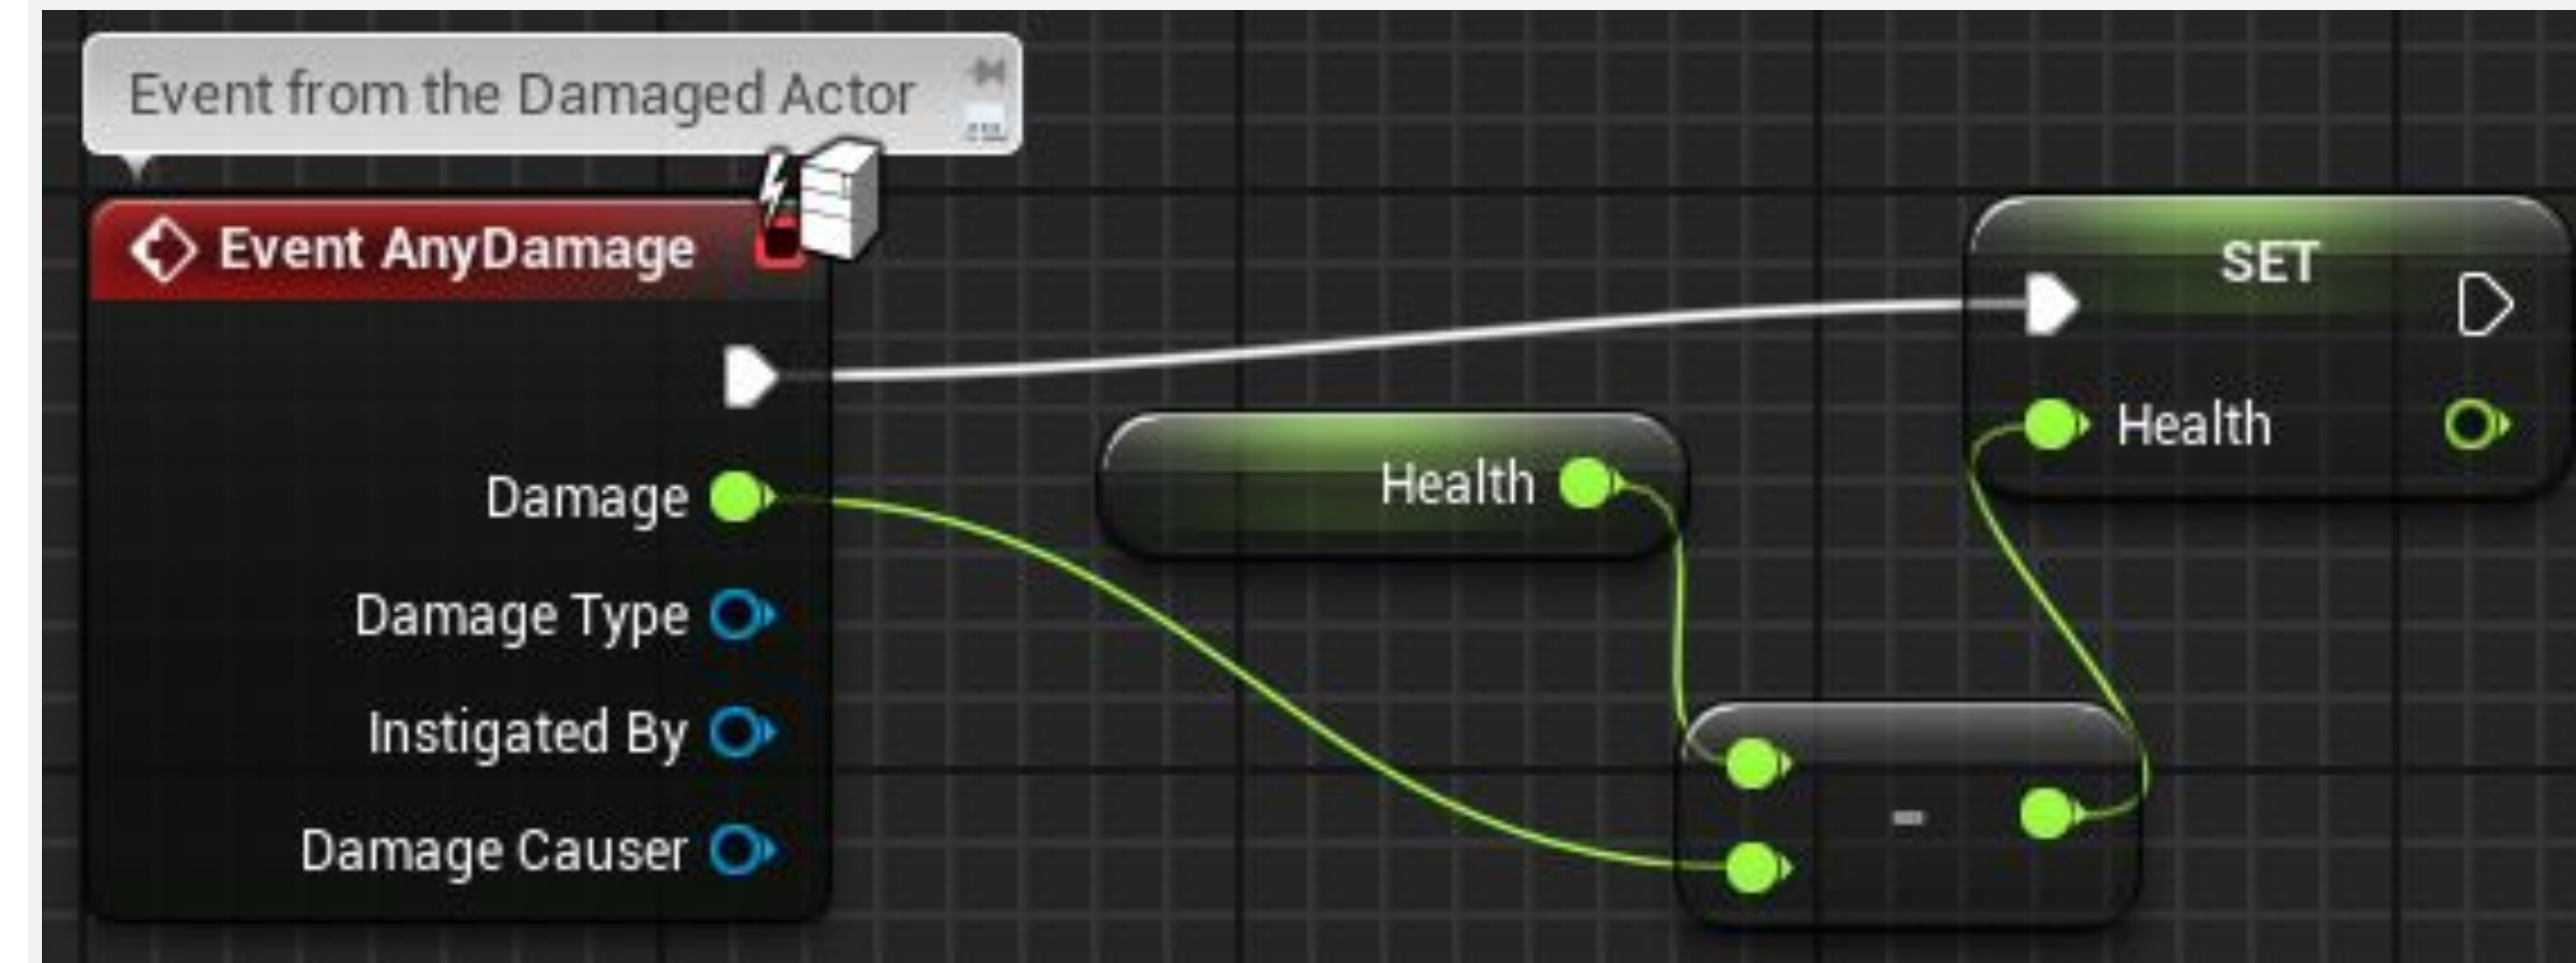 Event from the Damaged Actor
Event AnyDamage
SET
Damage
Health
Health
Damage Type
Instigated By
Damage Causer
-